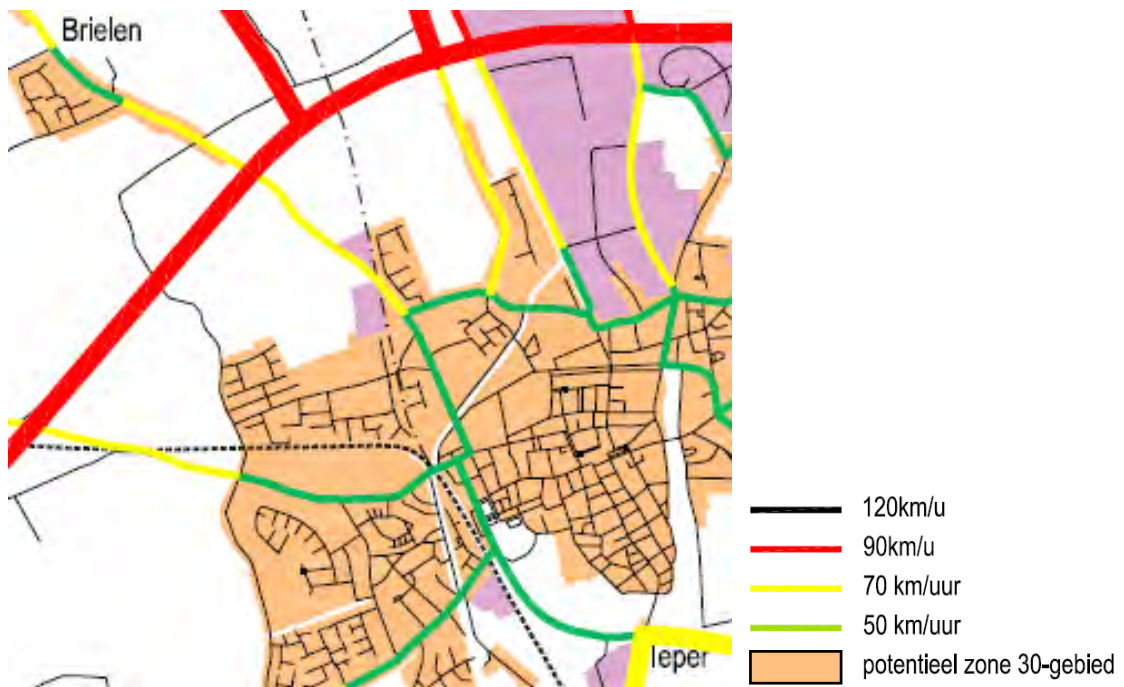 Brielen
Ieper
120km/u
90km/u
70 km/uur
50 km/uur
potentieel zone 30-gebied